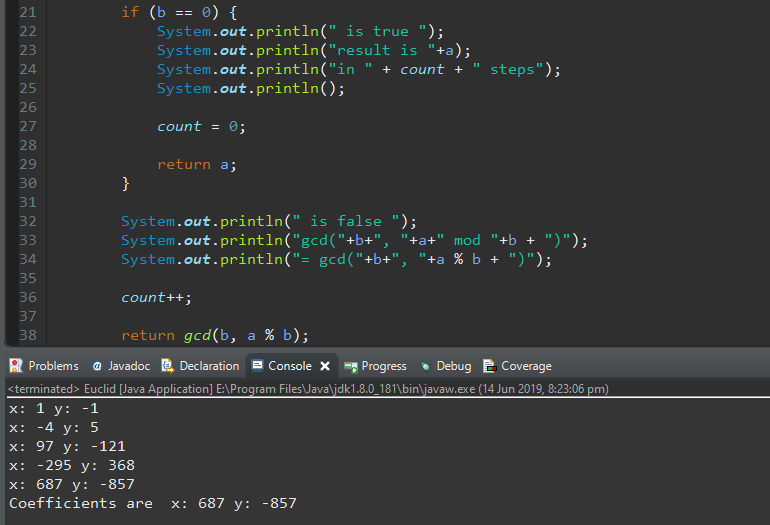 21 if (b == 0) {
22 System.out.println(" is true ");
23 System.out.println("result is "+a);
24 System.out.println("in " + count + " steps");
25 System.out.println();
26
27 count = 0;
28
29 return a;
30 }
31
32 System.out.println(" is false ");
33 System.out.println("gcd("+b+", "+a+" mod "+b + ")");
34 System.out.println("= gcd("+b+", "+a % b + ")");
35
36 count++;
37
38 return gcd(b, a % b);
Problems @ Javadoc Declaration Console Progress Debug Coverage
<terminated> Euclid [Java Application] E:\Program Files\Java\jdk1.8.0_181\bin\javaw.exe (14 Jun 2019, 8:23:06 pm)
x: 1 y: -1
x: -4 y: 5
x: 97 y: -121
x: -295 y: 368
x: 687 y: -857
Coefficients are  x: 687 y: -857